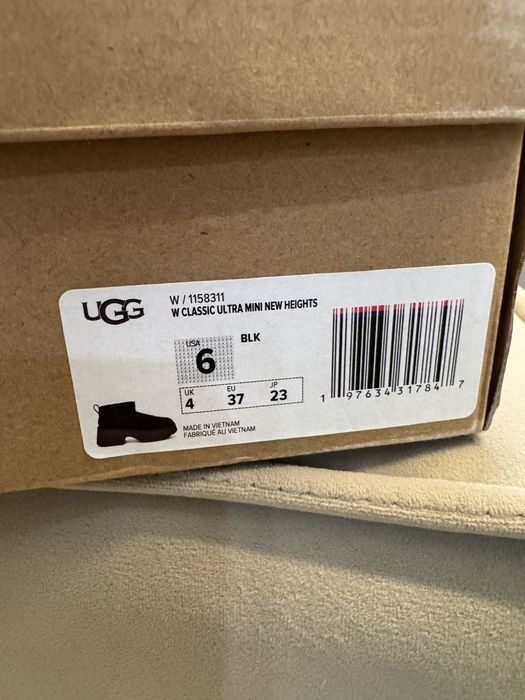 UGG
W / 1158311
W CLASSIC ULTRA MINI NEW HEIGHTS
BLK
USA
6
UK EU JP
4 37 23
MADE IN VIETNAM
FABRIQUÉ AU VIETNAM
1 97634 31784 7